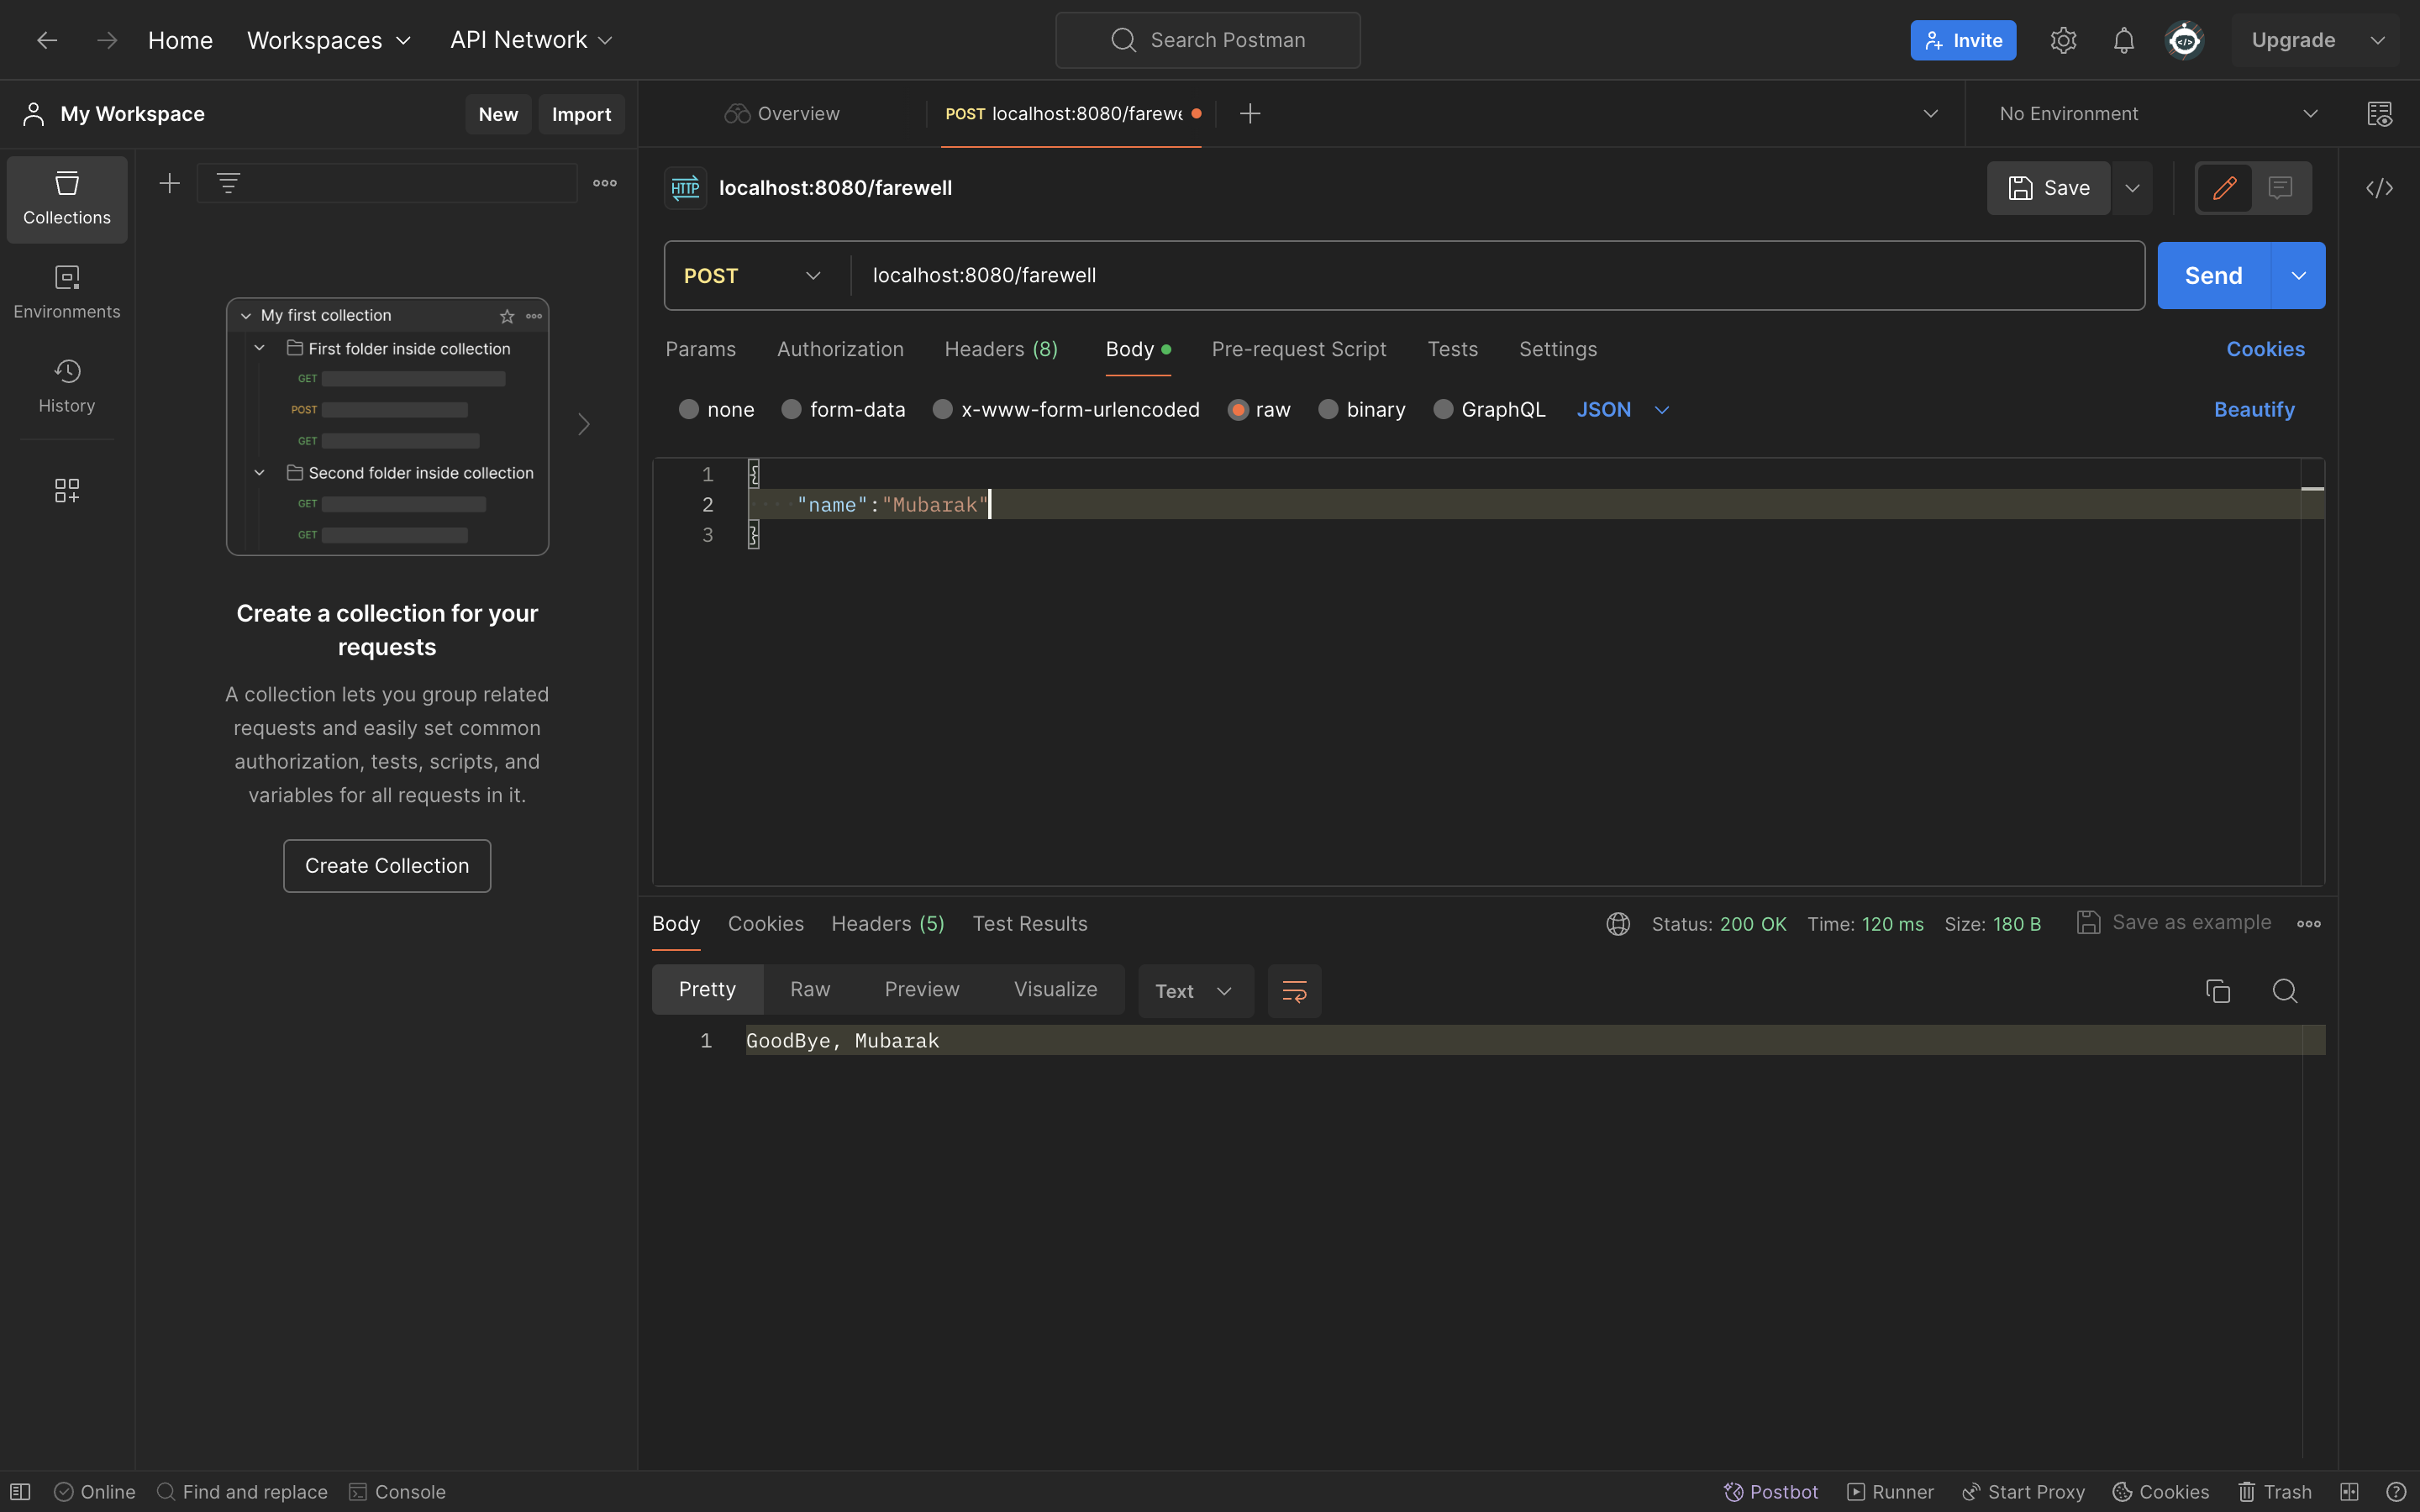 Home Workspaces API Network Search Postman Invite Upgrade
My Workspace New Import Overview POST localhost:8080/farewe No Environment
Collections
Environments
History
My first collection
First folder inside collection
GET
POST
GET
Second folder inside collection
GET
GET
Create a collection for your
requests
A collection lets you group related
requests and easily set common
authorization, tests, scripts, and
variables for all requests in it.
Create Collection
HTTP localhost:8080/farewell Save
POST localhost:8080/farewell Send
Params Authorization Headers (8) Body Pre-request Script Tests Settings Cookies
none form-data x-www-form-urlencoded raw binary GraphQL JSON Beautify
1 {
2 "name":"Mubarak"
3 }
Body Cookies Headers (5) Test Results Status: 200 OK Time: 120 ms Size: 180 B Save as example
Pretty Raw Preview Visualize Text
1 GoodBye, Mubarak
Online Find and replace Console Postbot Runner Start Proxy Cookies Trash